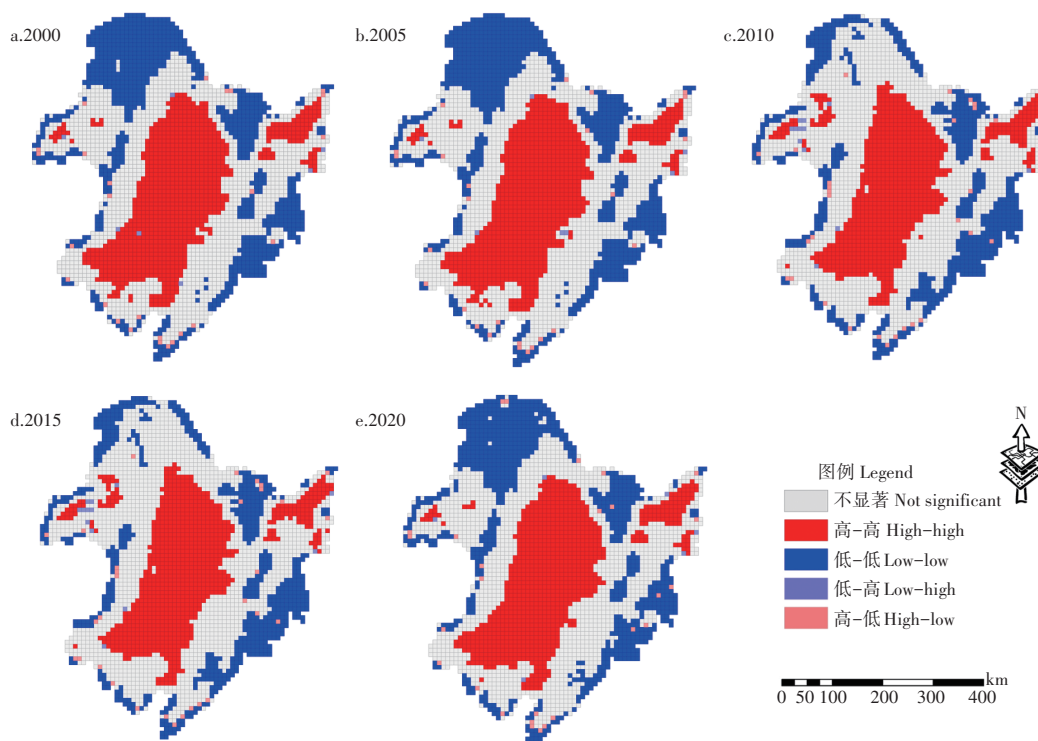 a.2000
b.2005
c.2010
d.2015
e.2020
N
图例 Legend
不显著 Not significant
高-高 High-high
低-低 Low-low
低-高 Low-high
高-低 High-low
km
0 50 100 200 300 400